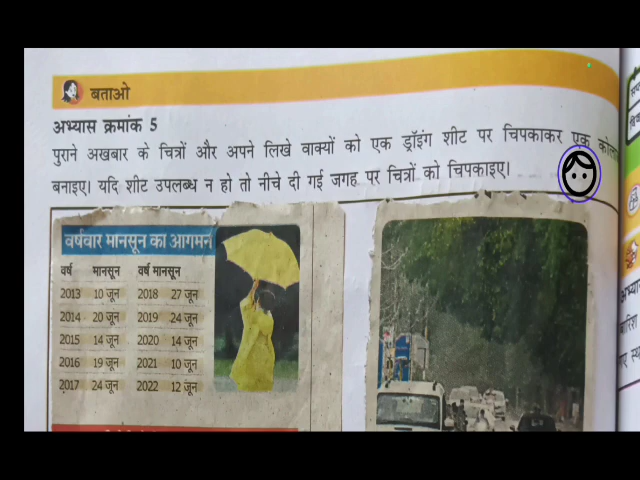 बताओ
अभ्यास क्रमांक 5
पुराने अखबार के चित्रों और अपने लिखे वाक्यों को एक ड्रॉइंग शीट पर चिपकाकर एक
बनाइए। यदि शीट उपलब्ध न हो तो नीचे दी गई जगह पर चित्रों को चिपकाइए।
वर्षवार मानसून का आगमन
वर्ष मानसून वर्ष मानसून
2013 10 जून 2018 27 जून
2014 20 जून 2019 24 जून
2015 14 जून 2020 14 जून
2016 19 जून 2021 10 जून
2017 24 जून 2022 12 जून